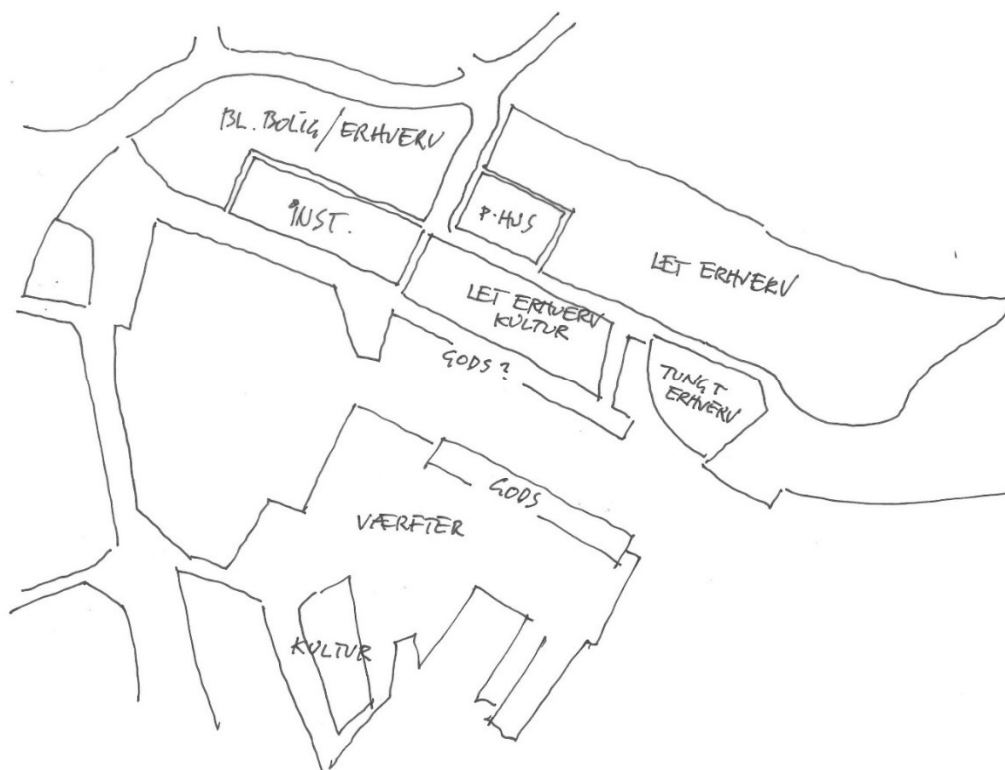 BL. BOLIG/ERHVERV
INST.
P.HUS
LET ERHVERV
LET ERHVERV
KULTUR
GODS?
TUNGT
ERHVERV
GODS
VÆRFTER
KULTUR